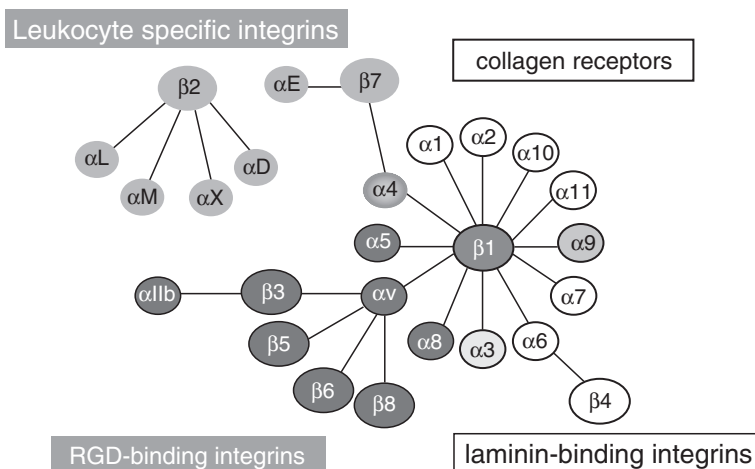 Leukocyte specific integrins
collagen receptors
αE
β7
β2
αL
αM
αX
αD
α4
α1
α2
α10
α11
α5
β1
α9
αIIb
β3
αv
α7
β5
α8
α3
α6
β6
β8
β4
RGD-binding integrins
laminin-binding integrins